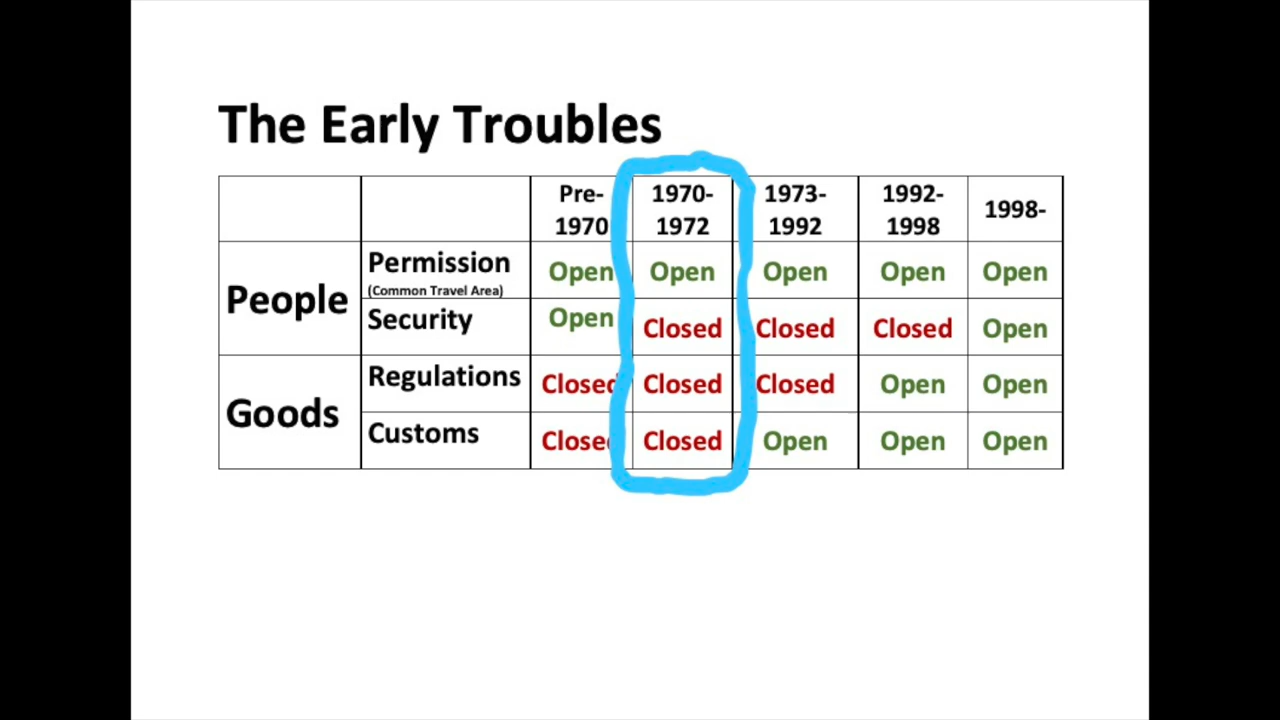 The Early Troubles
Pre-1970 1970-1972 1973-1992 1992-1998 1998-
People Permission (Common Travel Area) Open Open Open Open Open
Security Open Closed Closed Closed Open
Goods Regulations Closed Closed Closed Open Open
Customs Closed Closed Open Open Open